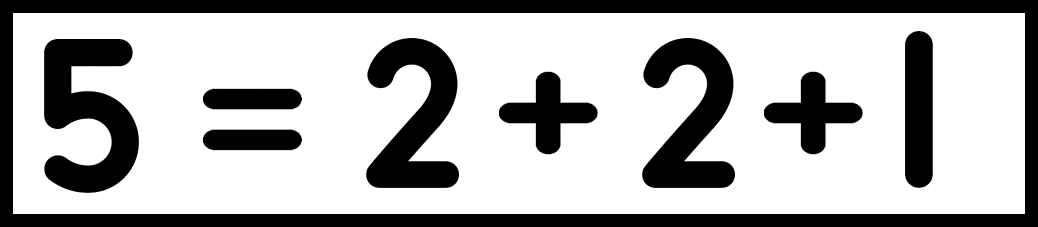 5 = 2 + 2 + 1